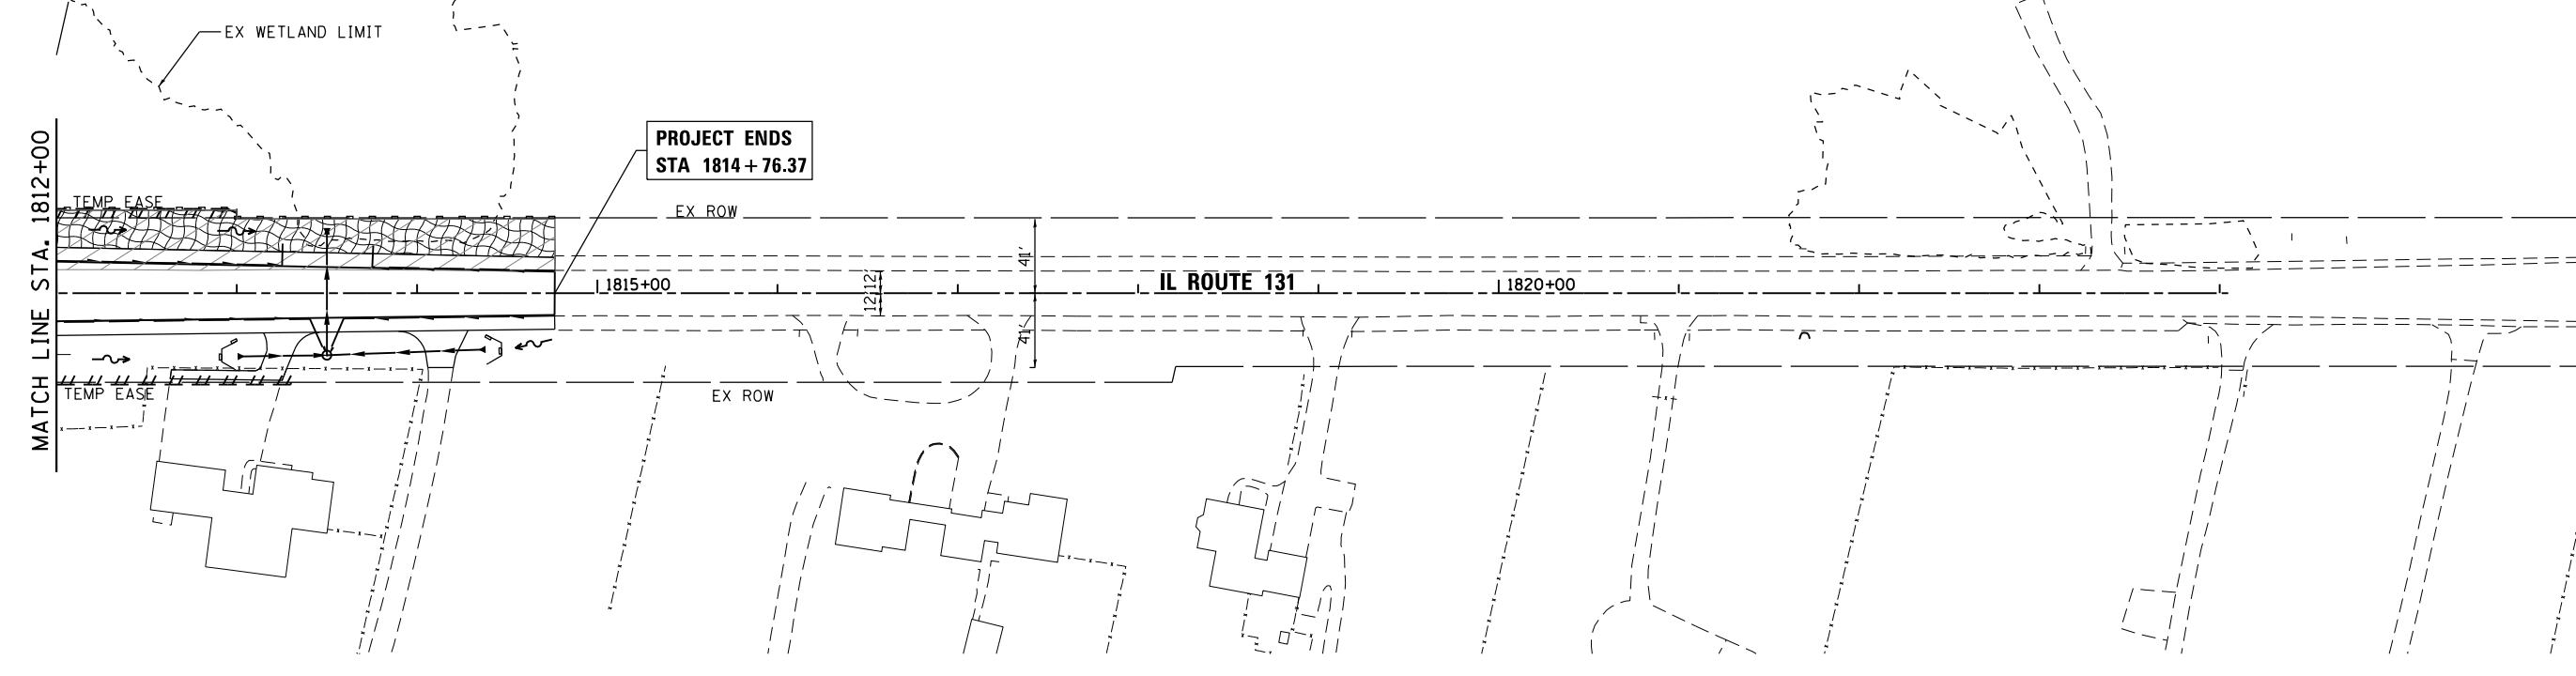 EX WETLAND LIMIT
MATCH LINE STA. 1812+00
PROJECT ENDS
STA 1814+76.37
TEMP EASE
EX ROW
41'
12'
12'
1815+00
IL ROUTE 131
1820+00
41'
TEMP EASE
EX ROW